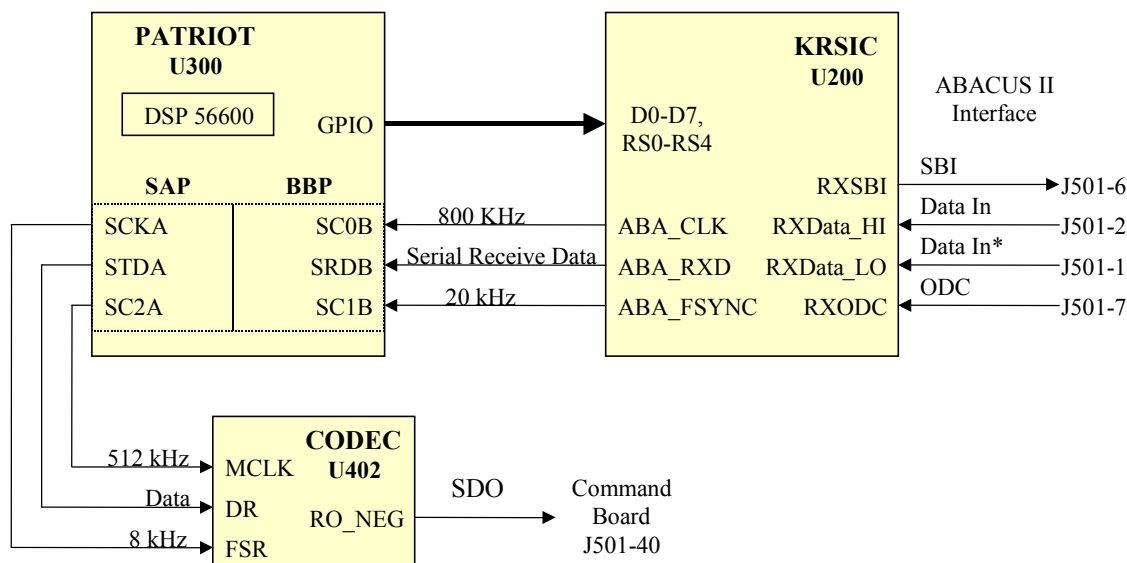 PATRIOT
U300
DSP 56600
GPIO
SAP
BBP
SCKA
STDA
SC2A
SC0B
SRDB
SC1B
800 KHz
Serial Receive Data
20 kHz
KRSIC
U200
D0-D7,
RS0-RS4
ABA_CLK
ABA_RXD
ABA_FSYNC
RXSBI
RXData_HI
RXData_LO
RXODC
ABACUS II
Interface
SBI
J501-6
Data In
J501-2
Data In*
J501-1
ODC
J501-7
512 kHz
Data
8 kHz
CODEC
U402
MCLK
DR
FSR
RO_NEG
SDO
Command
Board
J501-40